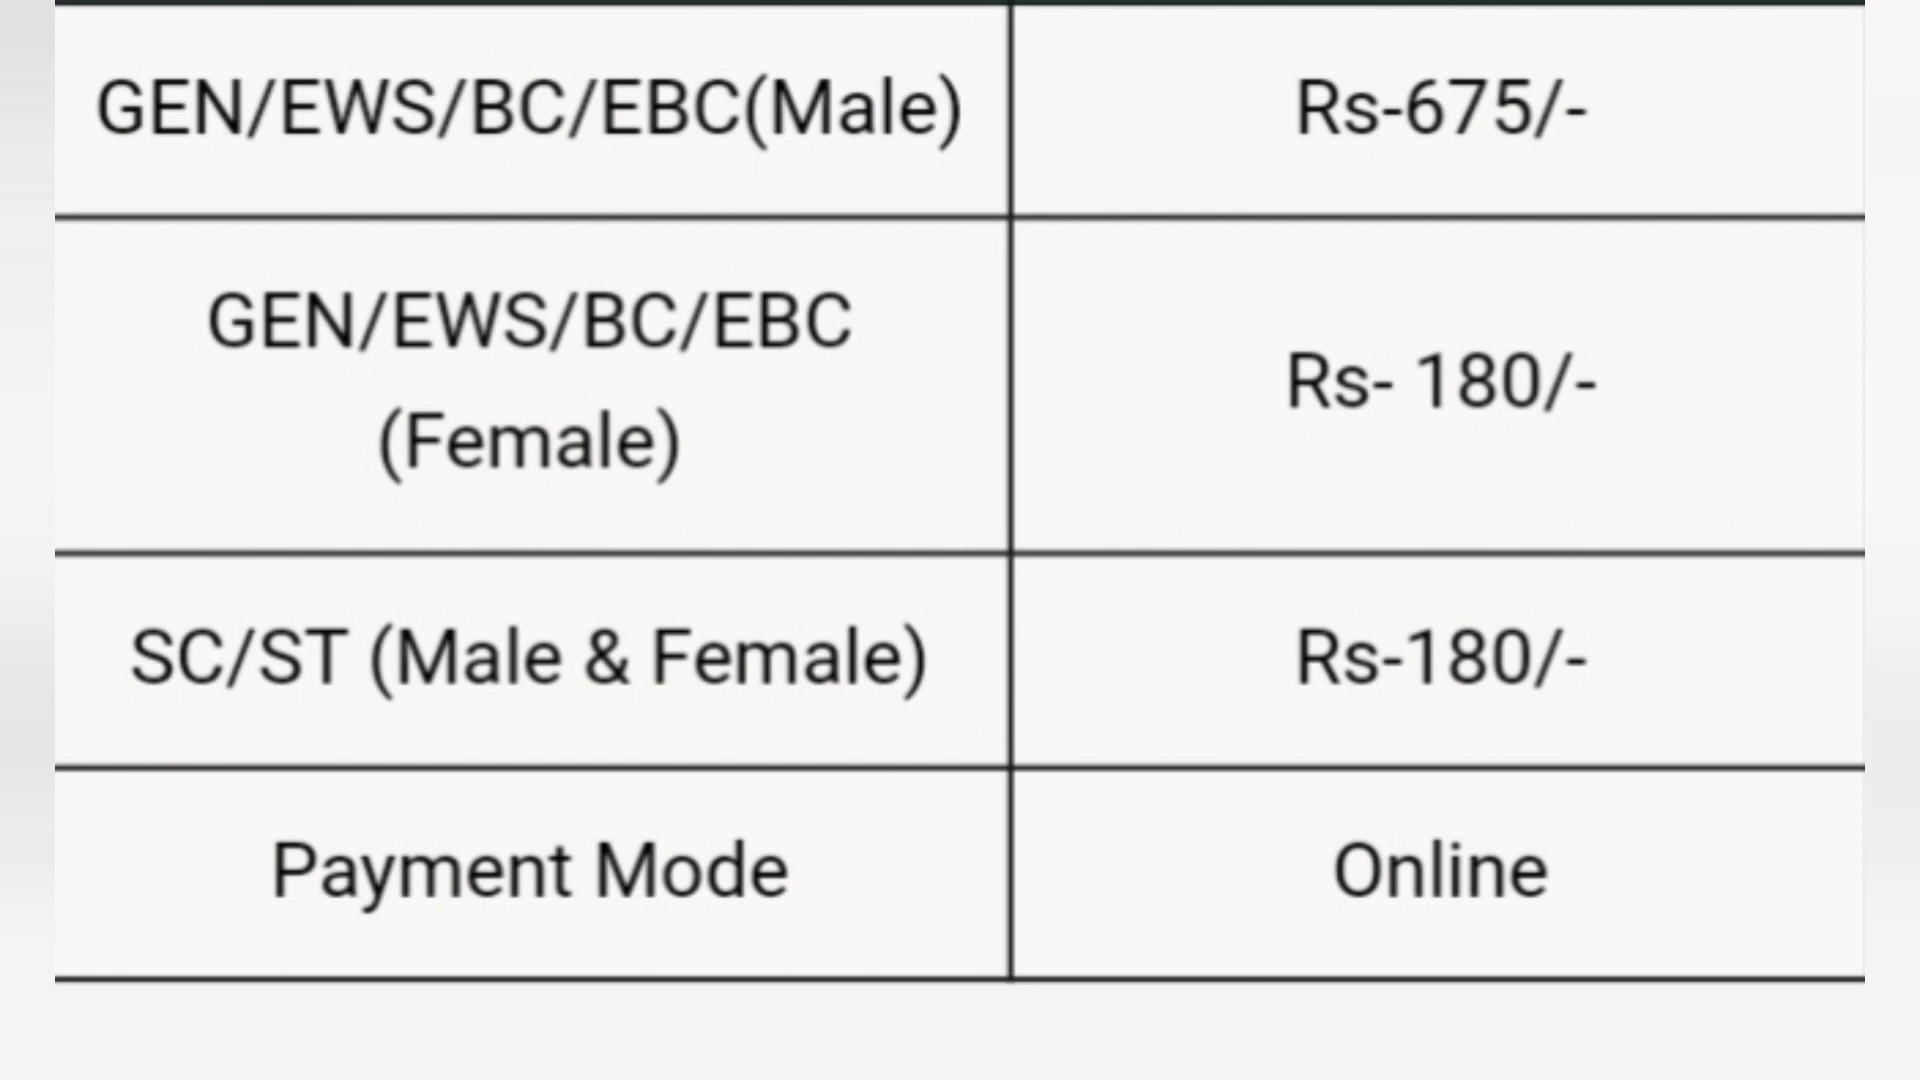 GEN/EWS/BC/EBC(Male) Rs-675/-
GEN/EWS/BC/EBC
(Female) Rs- 180/-
SC/ST (Male & Female) Rs-180/-
Payment Mode Online